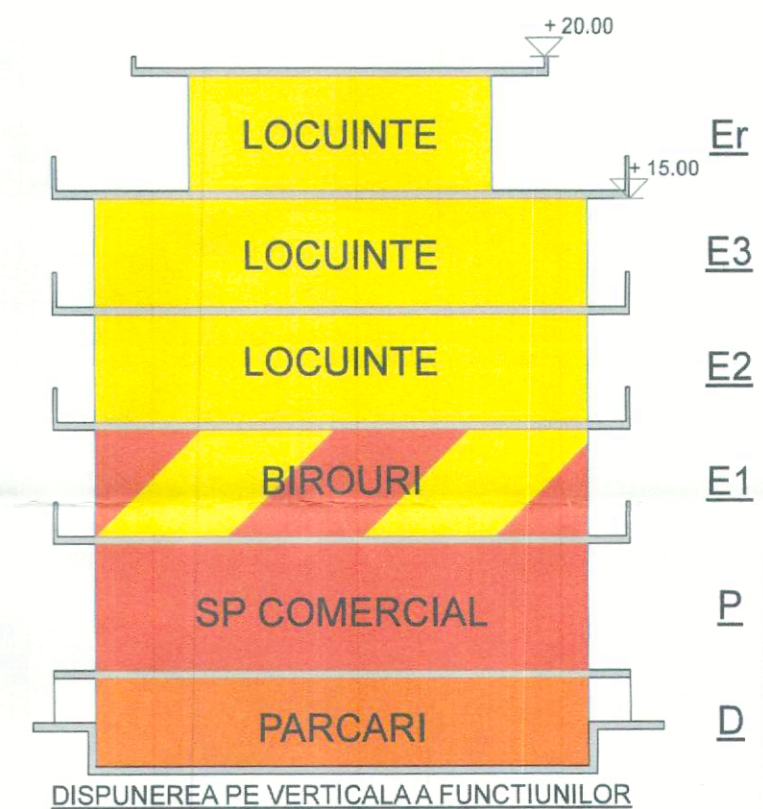 + 20.00
LOCUINTE Er
+ 15.00
LOCUINTE E3
LOCUINTE E2
BIROURI E1
SP COMERCIAL P
PARCARI D
DISPUNEREA PE VERTICALA A FUNCTIUNILOR